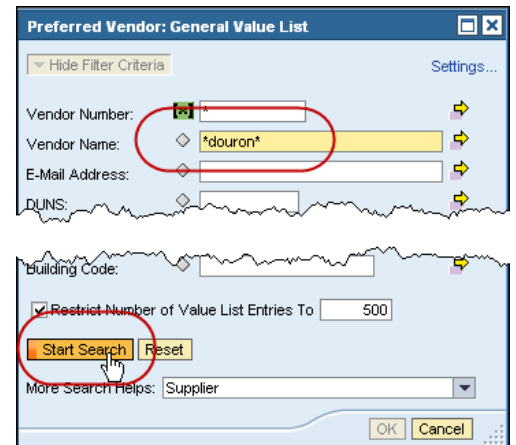 Preferred Vendor: General Value List
Hide Filter Criteria Settings...
Vendor Number: *
Vendor Name: *douron*
E-Mail Address:
DUNS:
Building Code:
Restrict Number of Value List Entries To 500
Start Search Reset
More Search Helps: Supplier
OK Cancel